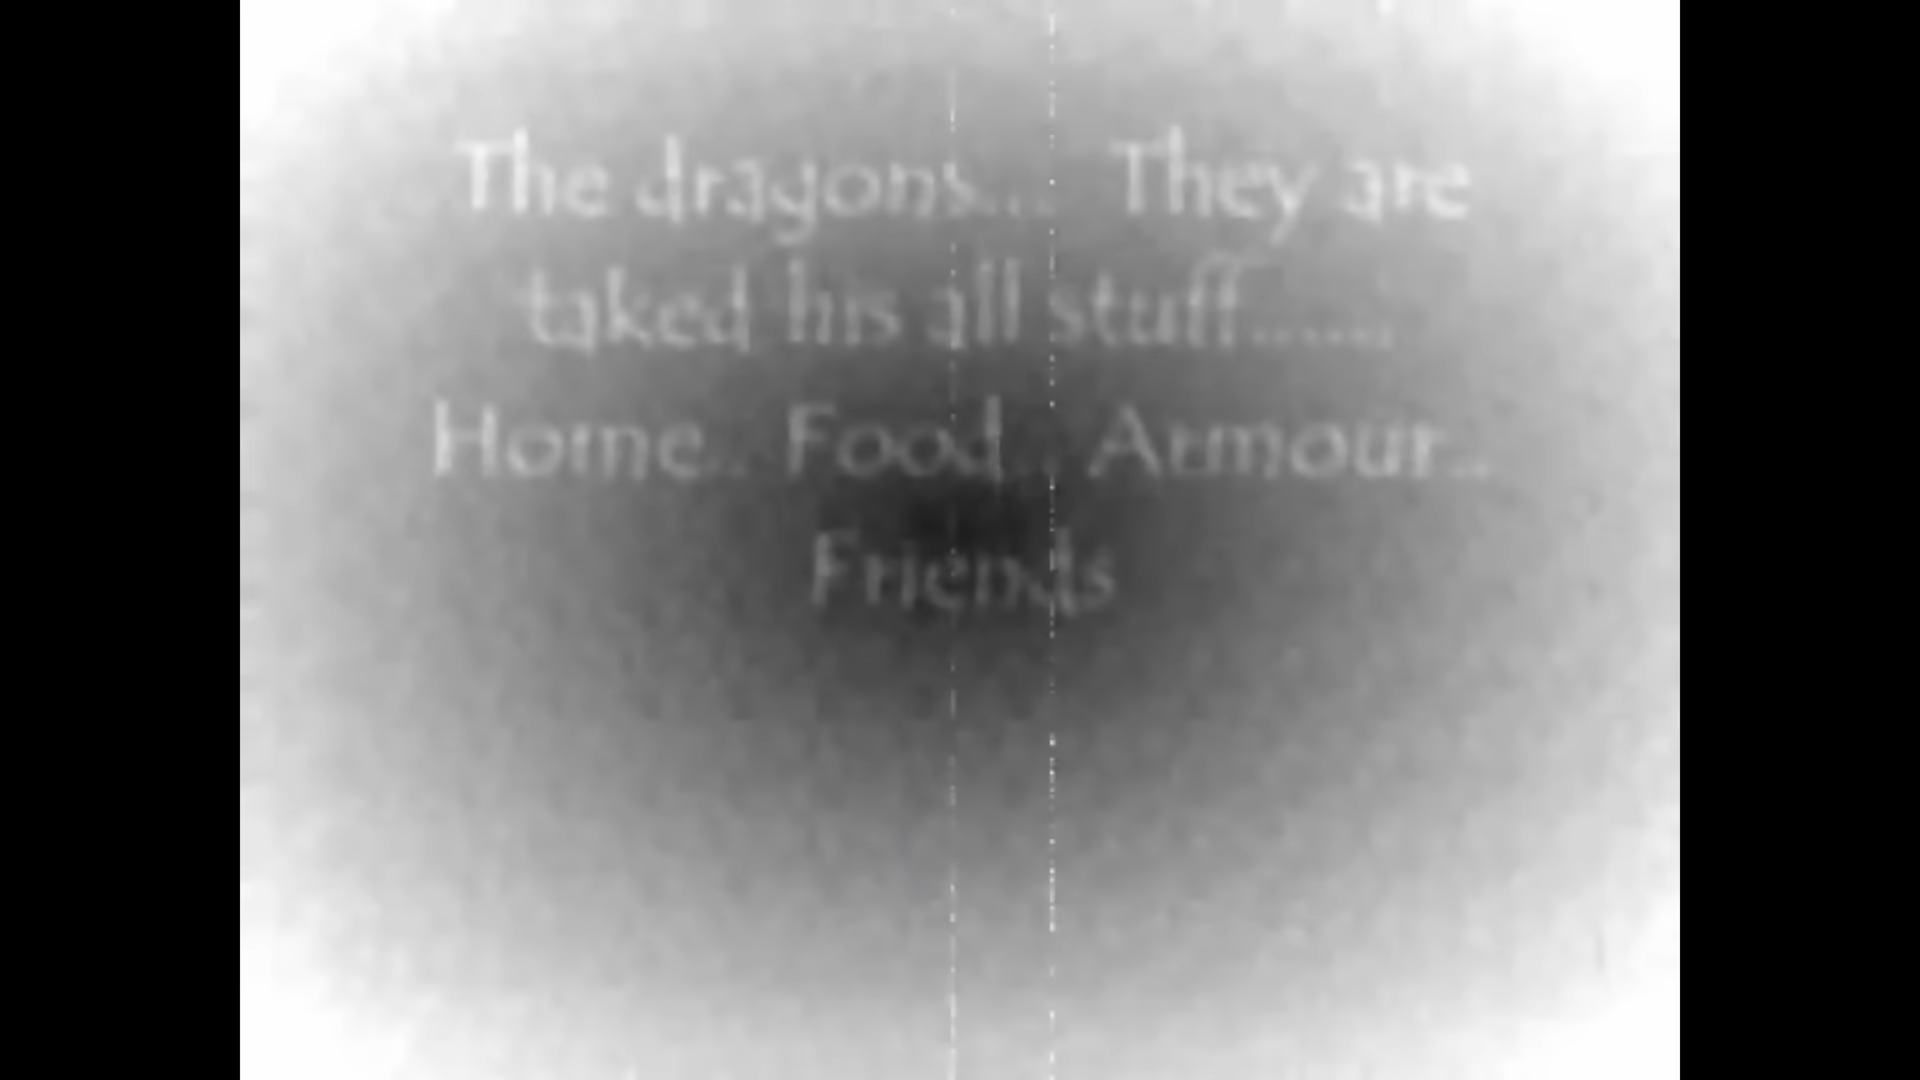 The dragons... They are
taked his all stuff......
Home.. Food... Armour..
Friends